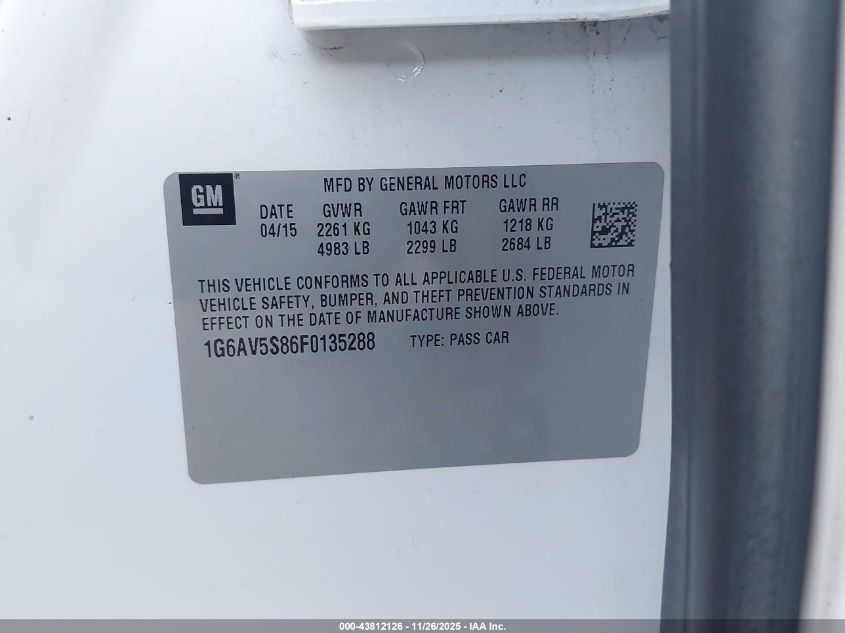 GM®
MFD BY GENERAL MOTORS LLC
DATE GVWR GAWR FRT GAWR RR
04/15 2261 KG 1043 KG 1218 KG
4983 LB 2299 LB 2684 LB
THIS VEHICLE CONFORMS TO ALL APPLICABLE U.S. FEDERAL MOTOR
VEHICLE SAFETY, BUMPER, AND THEFT PREVENTION STANDARDS IN
EFFECT ON THE DATE OF MANUFACTURE SHOWN ABOVE.
1G6AV5S86F0135288 TYPE: PASS CAR
000-43812126 - 11/26/2025 - IAA Inc.